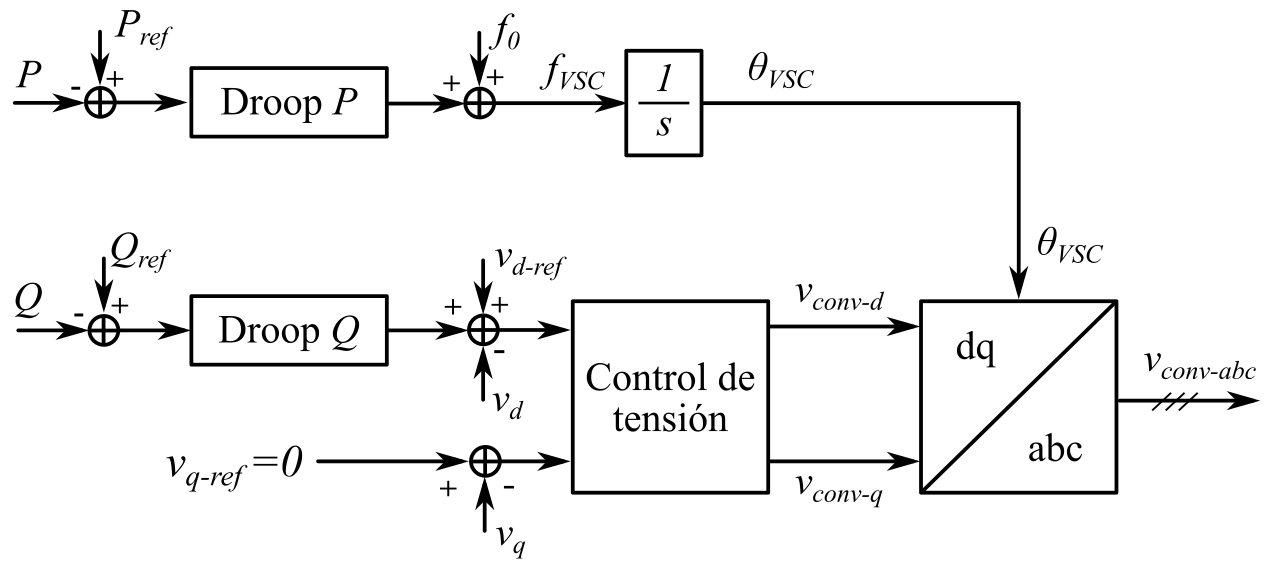 P_ref
f_0
P
-
+
Droop P
+
+
f_VSC
1
s
θ_VSC
Q_ref
v_d-ref
θ_VSC
Q
-
+
Droop Q
+
+
-
v_d
Control de
tensión
v_conv-d
dq
abc
v_conv-abc
v_q-ref=0
+
-
v_q
v_conv-q